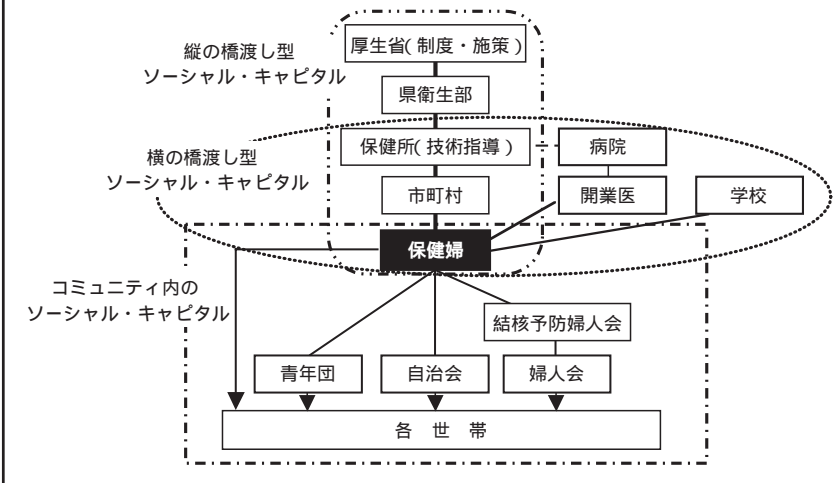 縦の橋渡し型
ソーシャル・キャピタル
厚生省(制度・施策)
県衛生部
横の橋渡し型
ソーシャル・キャピタル
保健所(技術指導)
病院
市町村
開業医
学校
保健婦
コミュニティ内の
ソーシャル・キャピタル
結核予防婦人会
青年団
自治会
婦人会
各 世 帯